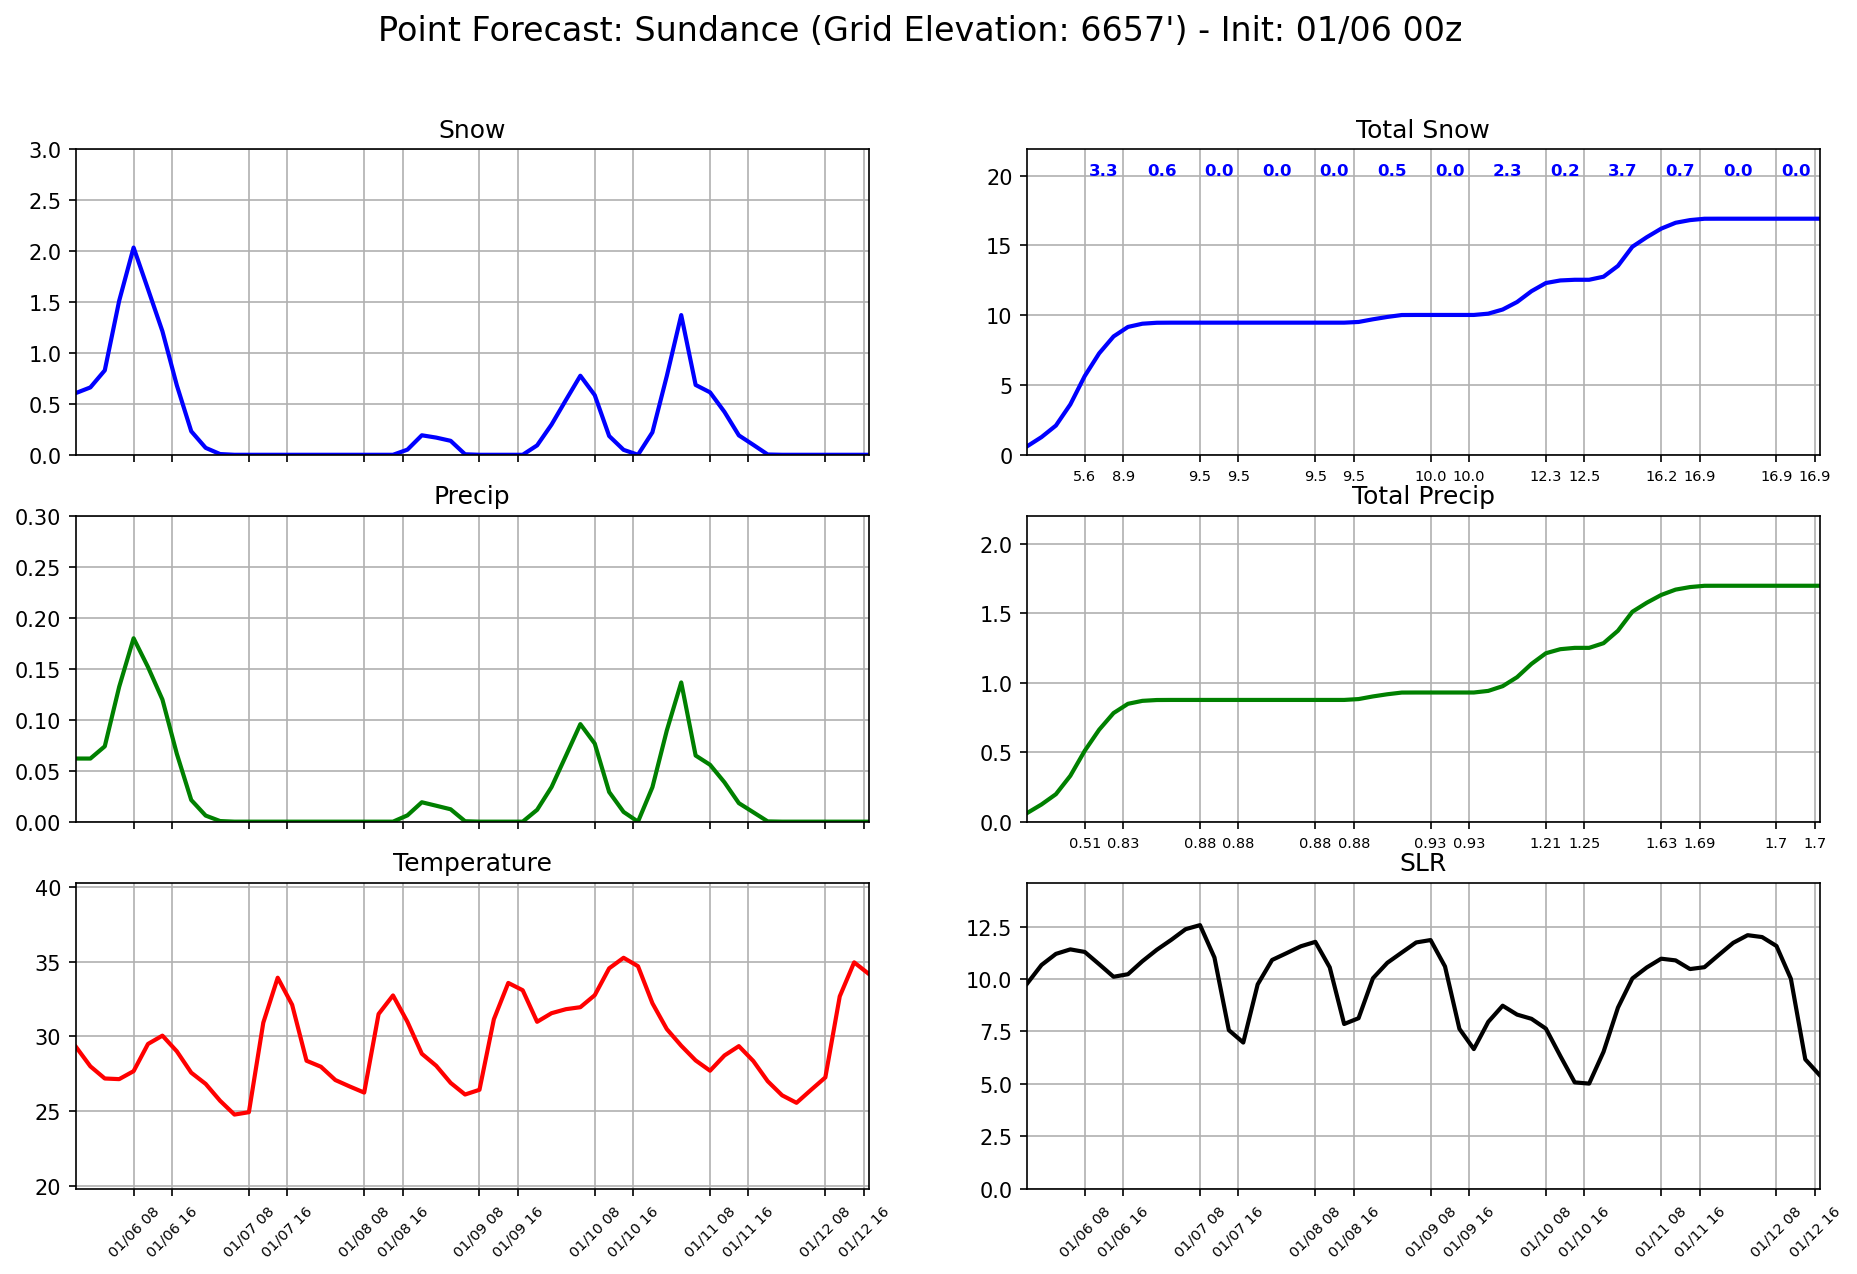 Point Forecast: Sundance (Grid Elevation: 6657') - Init: 01/06 00z
Snow
3.0
2.5
2.0
1.5
1.0
0.5
0.0
Total Snow
3.3 0.6 0.0 0.0 0.0 0.5 0.0 2.3 0.2 3.7 0.7 0.0 0.0
20
15
10
5
0
5.6 8.9 9.5 9.5 9.5 9.5 10.0 10.0 12.3 12.5 16.2 16.9 16.9 16.9
Precip
0.30
0.25
0.20
0.15
0.10
0.05
0.00
Total Precip
2.0
1.5
1.0
0.5
0.0
0.51 0.83 0.88 0.88 0.88 0.88 0.93 0.93 1.21 1.25 1.63 1.69 1.7 1.7
Temperature
40
35
30
25
20
01/06 08 01/06 16 01/07 08 01/07 16 01/08 08 01/08 16 01/09 08 01/09 16 01/10 08 01/10 16 01/11 08 01/11 16 01/12 08 01/12 16
SLR
12.5
10.0
7.5
5.0
2.5
0.0
01/06 08 01/06 16 01/07 08 01/07 16 01/08 08 01/08 16 01/09 08 01/09 16 01/10 08 01/10 16 01/11 08 01/11 16 01/12 08 01/12 16